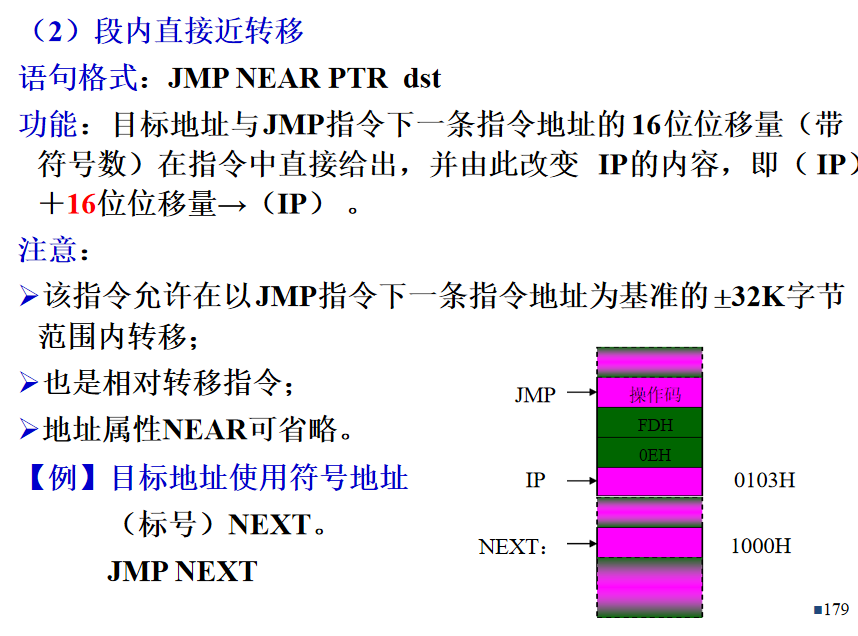 （2）段内直接近转移
语句格式：JMP NEAR PTR dst
功能：目标地址与JMP指令下一条指令地址的16位位移量（带
符号数）在指令中直接给出，并由此改变 IP的内容，即（IP）
＋16位位移量→（IP）。
注意：
➢该指令允许在以JMP指令下一条指令地址为基准的±32K字节
范围内转移；
➢也是相对转移指令；
➢地址属性NEAR可省略。
【例】目标地址使用符号地址
（标号）NEXT。
JMP NEXT
JMP
操作码
FDH
0EH
IP
0103H
NEXT：
1000H
■179